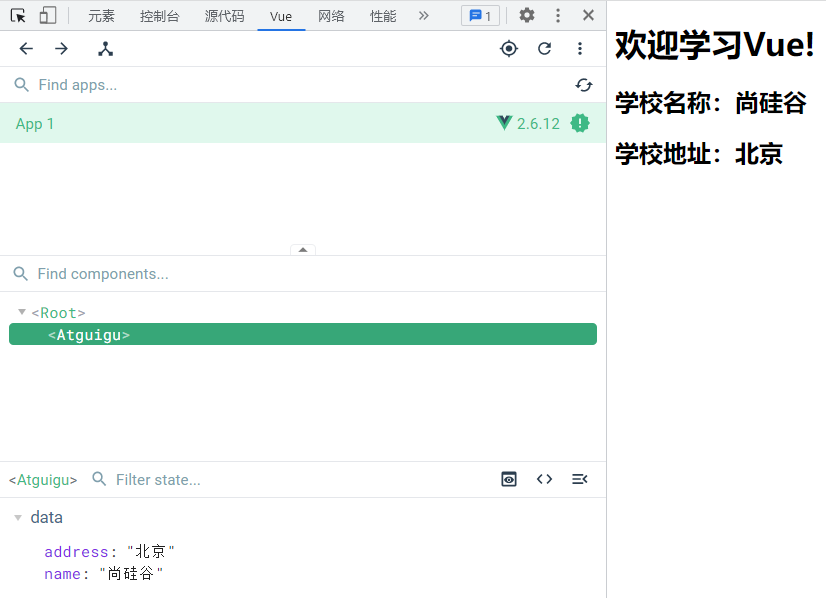 元素 控制台 源代码 Vue 网络 性能 » 1
Find apps...
App 1 2.6.12
Find components...
<Root>
<Atguigu>
<Atguigu> Filter state...
data
address: "北京"
name: "尚硅谷"
欢迎学习Vue!
学校名称：尚硅谷
学校地址：北京